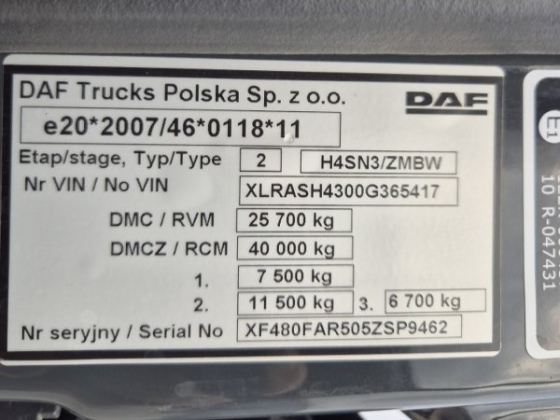 DAF Trucks Polska Sp. z o.o. DAF
e20*2007/46*0118*11
Etap/stage, Typ/Type 2 H4SN3/ZMBW
Nr VIN / No VIN XLRASH4300G365417
DMC / RVM 25 700 kg
DMCZ / RCM 40 000 kg
1. 7 500 kg
2. 11 500 kg 3. 6 700 kg
Nr seryjny / Serial No XF480FAR505ZSP9462
E1
10 R-047431